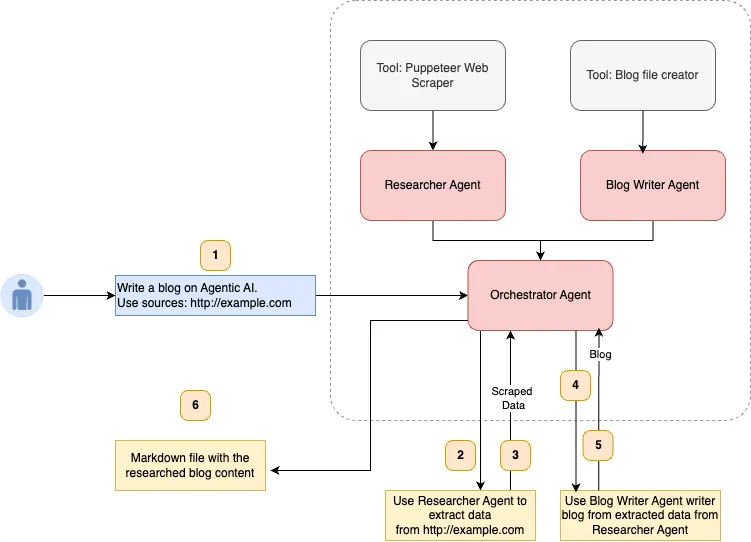 Tool: Puppeteer Web
Scraper
Tool: Blog file creator
Researcher Agent
Blog Writer Agent
1
Write a blog on Agentic AI.
Use sources: http://example.com
Orchestrator Agent
Blog
4
Scraped
Data
6
2
3
5
Markdown file with the
researched blog content
Use Researcher Agent to
extract data
from http://example.com
Use Blog Writer Agent writer
blog from extracted data from
Researcher Agent